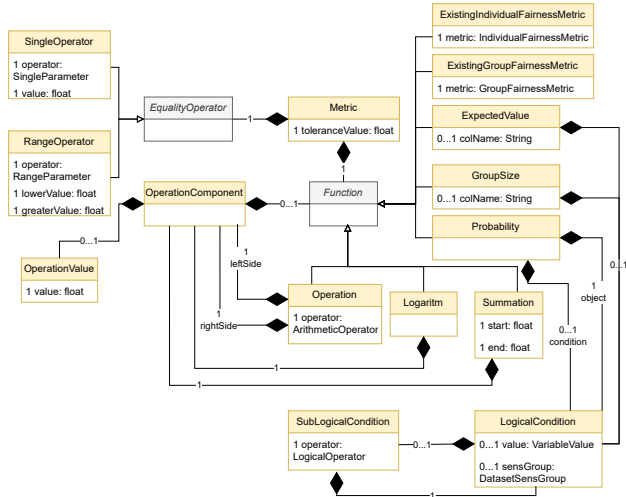 SingleOperator
1 operator:
SingleParameter
1 value: float
RangeOperator
1 operator:
RangeParameter
1 lowerValue: float
1 greaterValue: float
EqualityOperator
1
Metric
1 toleranceValue: float
1
ExistingIndividualFairnessMetric
1 metric: IndividualFairnessMetric
ExistingGroupFairnessMetric
1 metric: GroupFairnessMetric
ExpectedValue
0...1 colName: String
GroupSize
0...1 colName: String
Probability
OperationComponent
0...1
Function
0...1
OperationValue
1 value: float
1
leftSide
1
rightSide
Operation
1 operator:
ArithmeticOperator
Logaritm
Summation
1 start: float
1 end: float
1
1
0...1
1
object
0...1
condition
SubLogicalCondition
1 operator:
LogicalOperator
0...1
LogicalCondition
0...1 value: VariableValue
0...1 sensGroup:
DatasetSensGroup
1